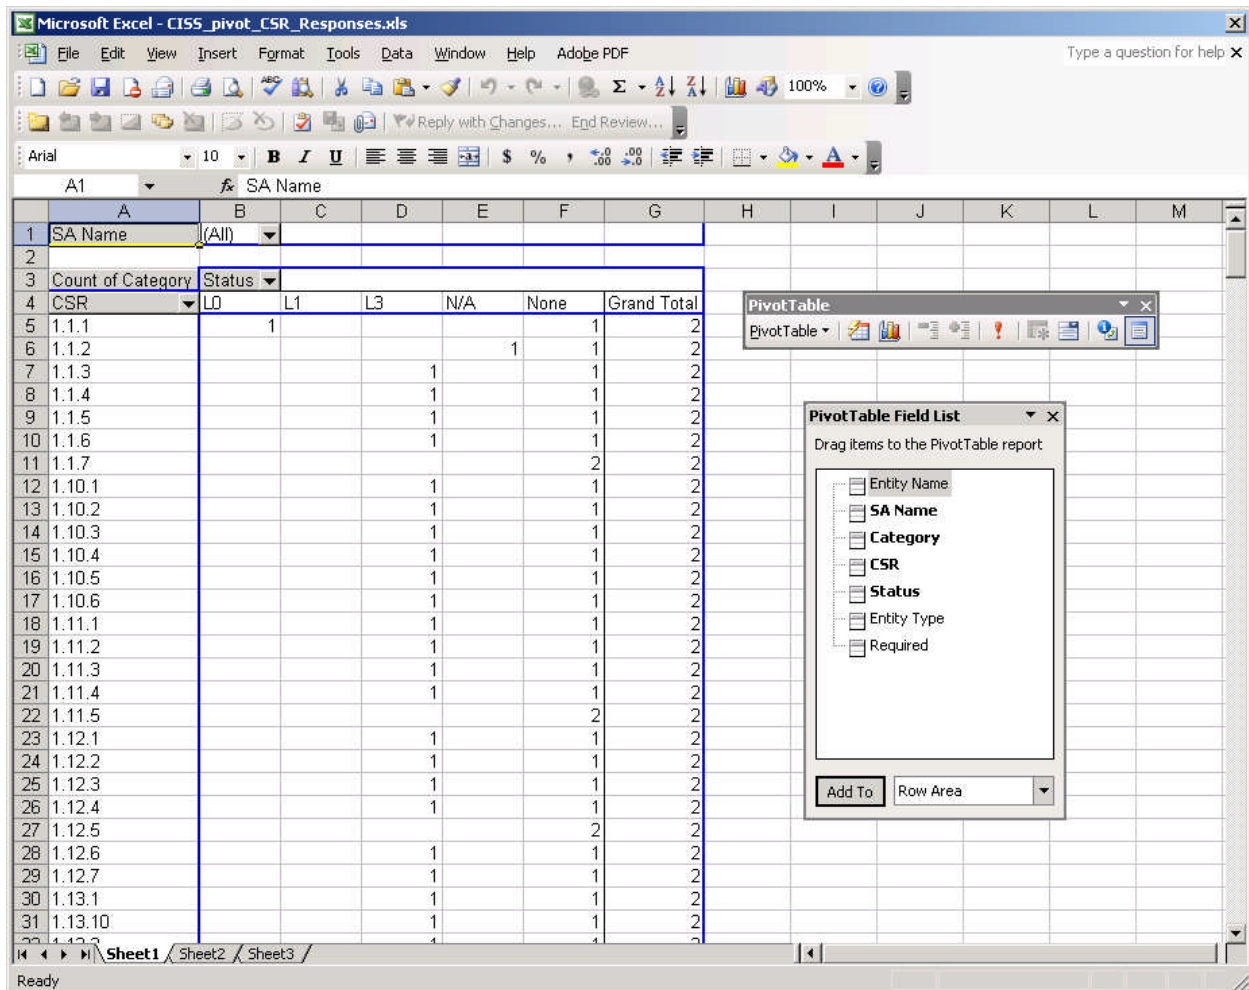 Microsoft Excel - CISS_pivot_CSR_Responses.xls
File Edit View Insert Format Tools Data Window Help Adobe PDF Type a question for help
ABC Σ 100%
Reply with Changes... End Review...
Arial 10 B I U $ % ,
A1 fx SA Name
A B C D E F G H I J K L M
1 SA Name (All)
2
3 Count of Category Status
4 CSR L0 L1 L3 N/A None Grand Total
5 1.1.1 1 1 2
6 1.1.2 1 1 2
7 1.1.3 1 1 2
8 1.1.4 1 1 2
9 1.1.5 1 1 2
10 1.1.6 1 1 2
11 1.1.7 2 2
12 1.10.1 1 1 2
13 1.10.2 1 1 2
14 1.10.3 1 1 2
15 1.10.4 1 1 2
16 1.10.5 1 1 2
17 1.10.6 1 1 2
18 1.11.1 1 1 2
19 1.11.2 1 1 2
20 1.11.3 1 1 2
21 1.11.4 1 1 2
22 1.11.5 2 2
23 1.12.1 1 1 2
24 1.12.2 1 1 2
25 1.12.3 1 1 2
26 1.12.4 1 1 2
27 1.12.5 2 2
28 1.12.6 1 1 2
29 1.12.7 1 1 2
30 1.13.1 1 1 2
31 1.13.10 1 1 2
PivotTable
PivotTable
PivotTable Field List
Drag items to the PivotTable report
Entity Name
SA Name
Category
CSR
Status
Entity Type
Required
Add To Row Area
Sheet1 Sheet2 Sheet3
Ready